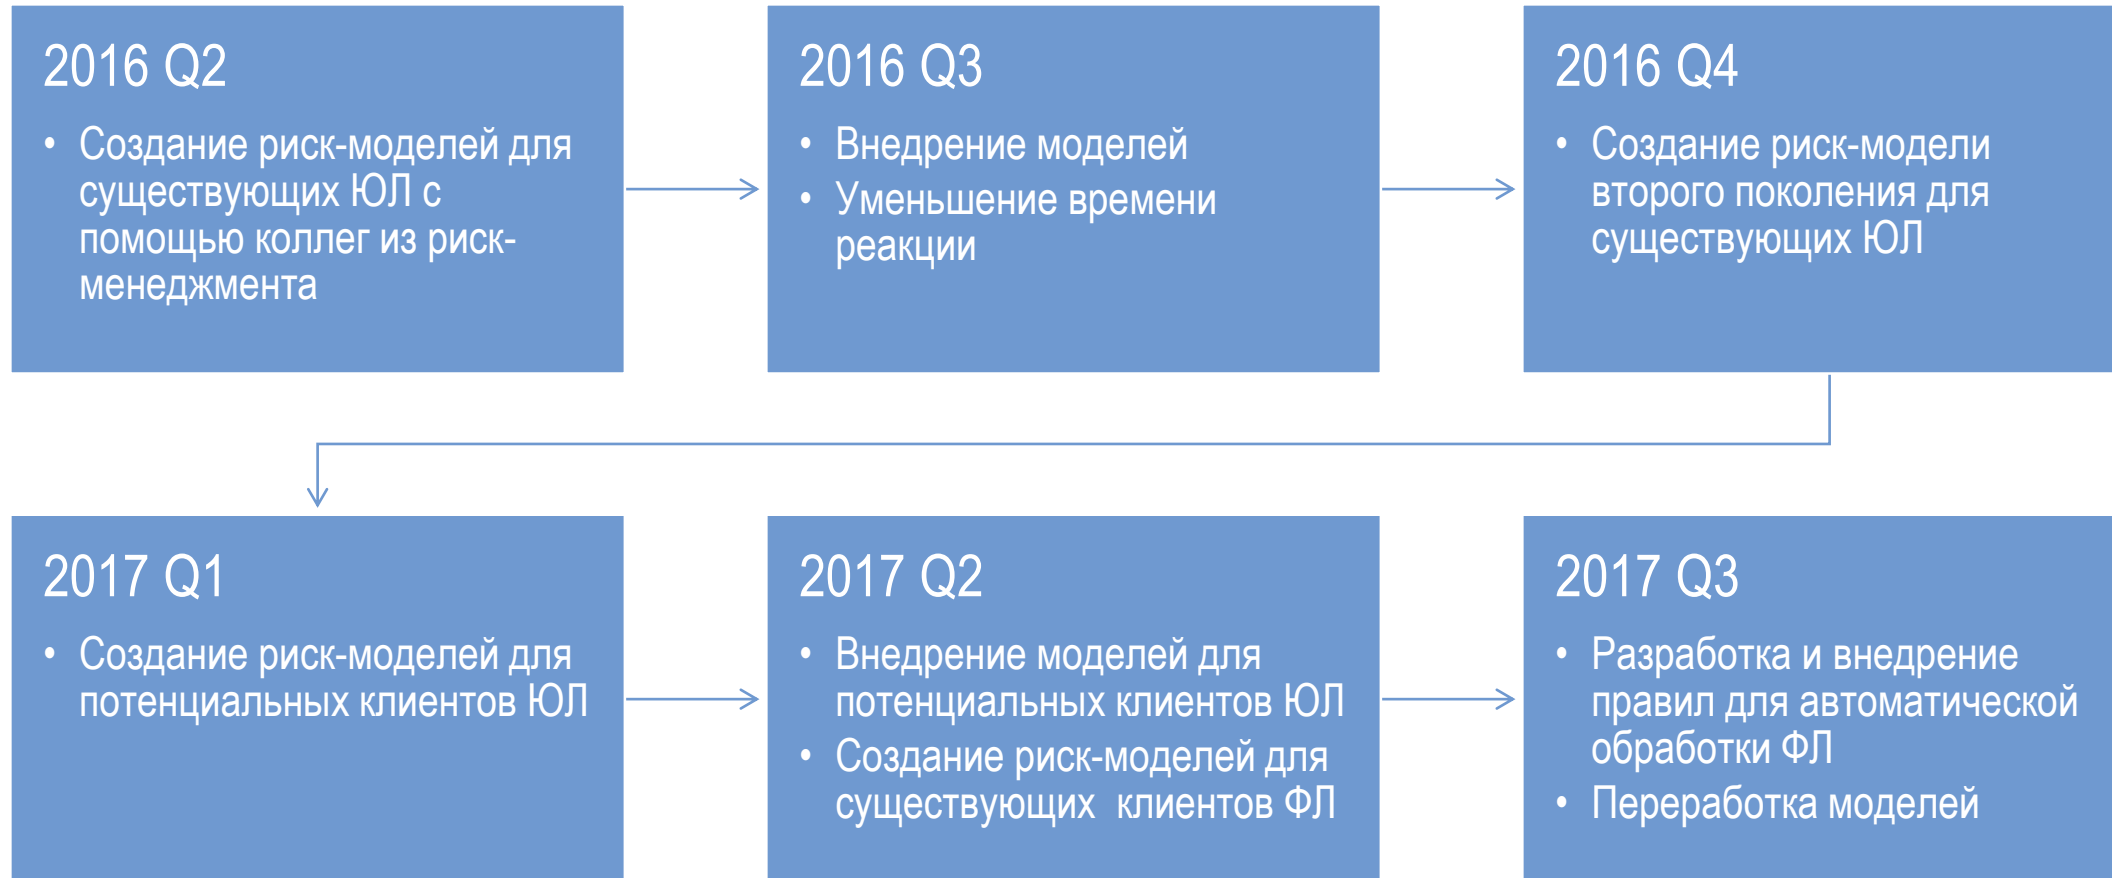 2016 Q2
• Создание риск-моделей для
существующих ЮЛ с
помощью коллег из риск-
менеджмента
2016 Q3
• Внедрение моделей
• Уменьшение времени
реакции
2016 Q4
• Создание риск-модели
второго поколения для
существующих ЮЛ
2017 Q1
• Создание риск-моделей для
потенциальных клиентов ЮЛ
2017 Q2
• Внедрение моделей для
потенциальных клиентов ЮЛ
• Создание риск-моделей для
существующих  клиентов ФЛ
2017 Q3
• Разработка и внедрение
правил для автоматической
обработки ФЛ
• Переработка моделей